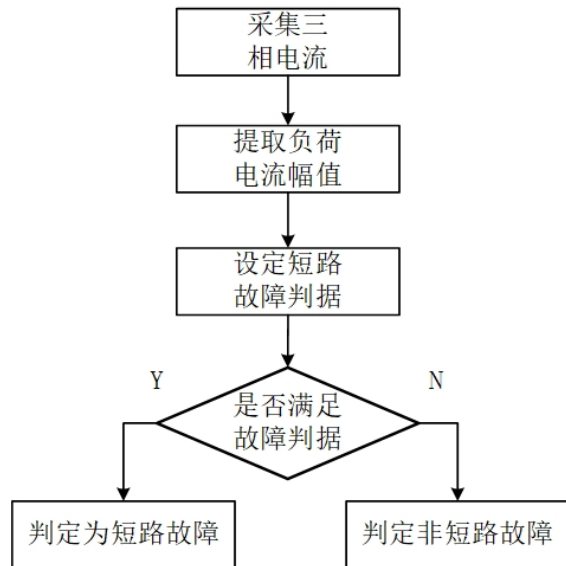 采集三
相电流
提取负荷
电流幅值
设定短路
故障判据
Y
N
是否满足
故障判据
判定为短路故障
判定非短路故障